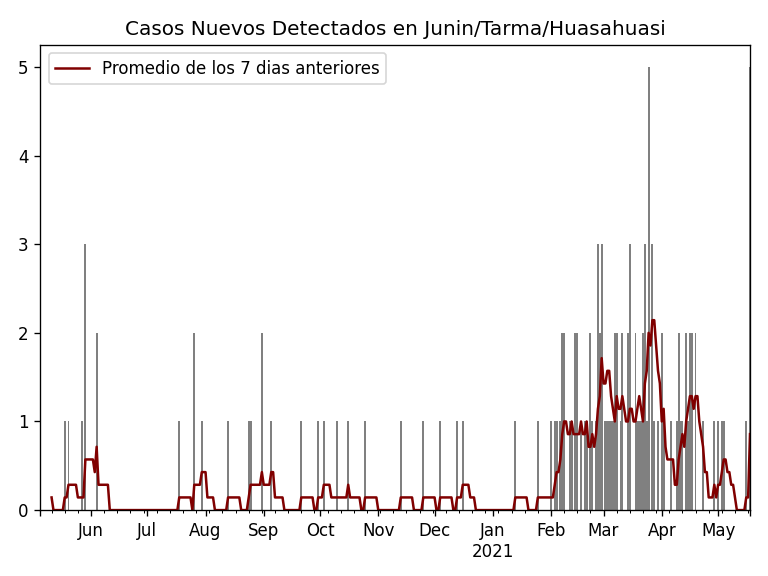 Casos Nuevos Detectados en Junin/Tarma/Huasahuasi
Promedio de los 7 dias anteriores
5
4
3
2
1
0
Jun Jul Aug Sep Oct Nov Dec Jan Feb Mar Apr May
2021